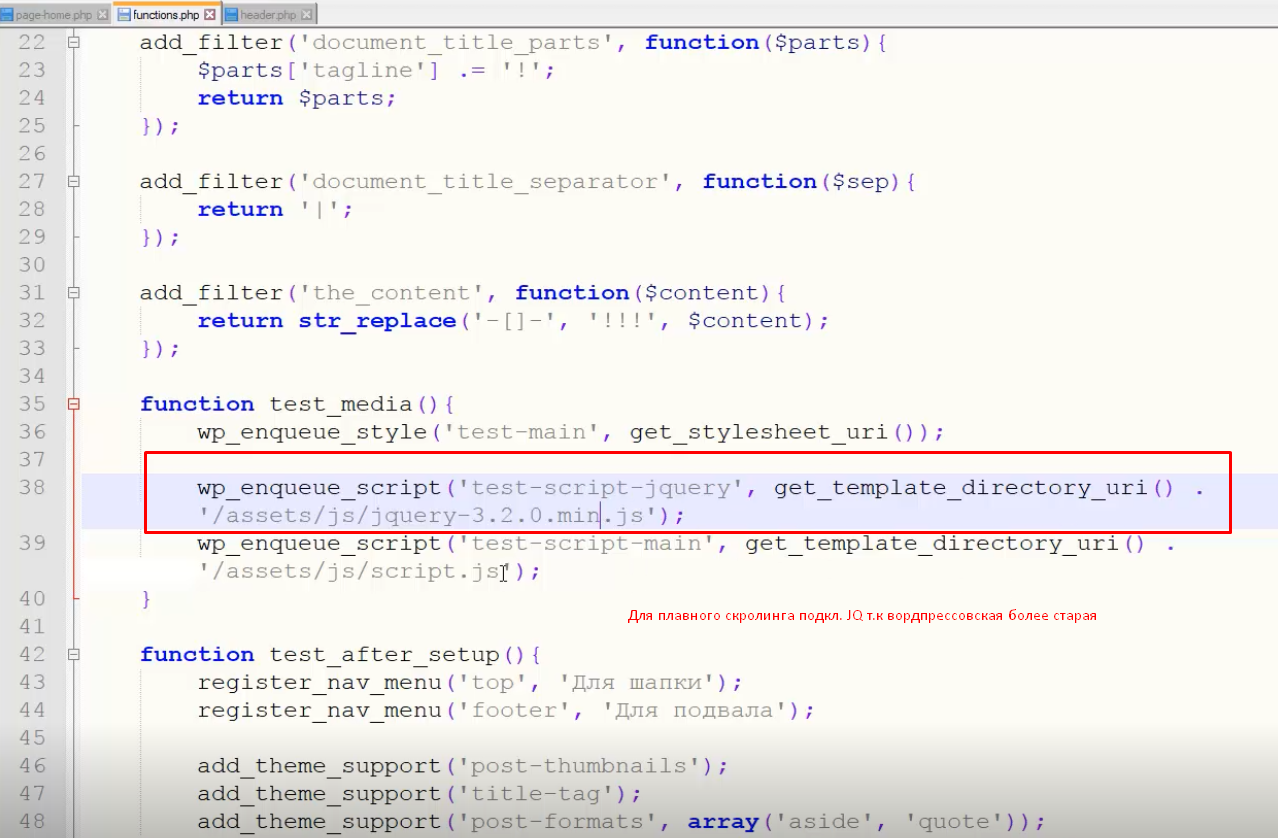 page-home.php functions.php header.php
22 add_filter('document_title_parts', function($parts){
23 $parts['tagline'] .= '!';
24 return $parts;
25 });
26
27 add_filter('document_title_separator', function($sep){
28 return '|';
29 });
30
31 add_filter('the_content', function($content){
32 return str_replace('-[]-', '!!!', $content);
33 });
34
35 function test_media(){
36 wp_enqueue_style('test-main', get_stylesheet_uri());
37
38 wp_enqueue_script('test-script-jquery', get_template_directory_uri() .
'/assets/js/jquery-3.2.0.min.js');
39 wp_enqueue_script('test-script-main', get_template_directory_uri() .
'/assets/js/script.js');
40 }
Для плавного скролинга подкл. JQ т.к вордпрессовская более старая
41
42 function test_after_setup(){
43 register_nav_menu('top', 'Для шапки');
44 register_nav_menu('footer', 'Для подвала');
45
46 add_theme_support('post-thumbnails');
47 add_theme_support('title-tag');
48 add_theme_support('post-formats', array('aside', 'quote'));